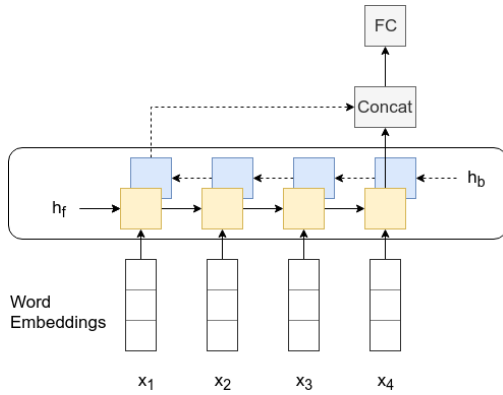 FC
Concat
h_b
h_f
Word
Embeddings
x_1 x_2 x_3 x_4